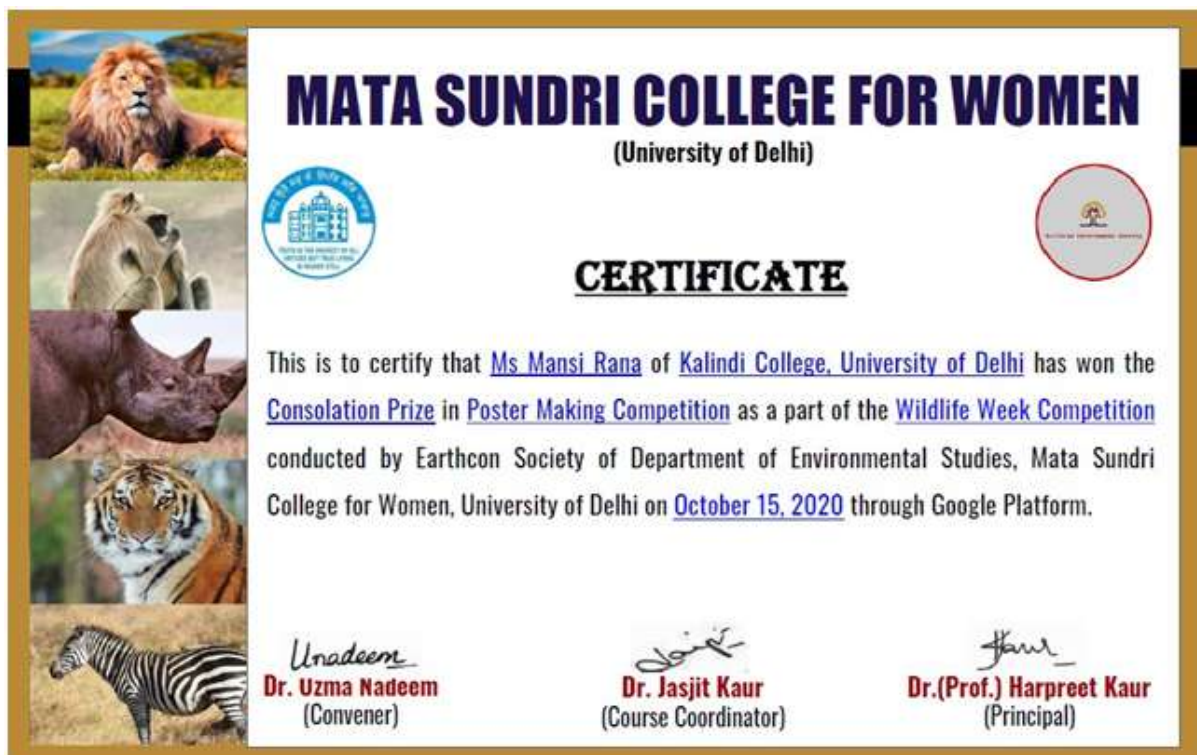 MATA SUNDRI COLLEGE FOR WOMEN
(University of Delhi)
CERTIFICATE
This is to certify that Ms Mansi Rana of Kalindi College, University of Delhi has won the
Consolation Prize in Poster Making Competition as a part of the Wildlife Week Competition
conducted by Earthcon Society of Department of Environmental Studies, Mata Sundri
College for Women, University of Delhi on October 15, 2020 through Google Platform.
Unadeem
Dr. Uzma Nadeem
(Convener)
Dr. Jasjit Kaur
(Course Coordinator)
Dr.(Prof.) Harpreet Kaur
(Principal)